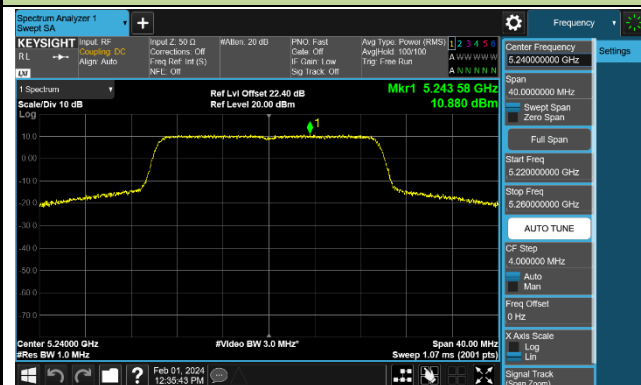 Spectrum Analyzer 1
Swept SA
Frequency
KEYSIGHT
RL
LXI
Input: RF
Coupling: DC
Align: Auto
Input Z: 50 Ω
Corrections: Off
Freq Ref: Int (S)
NFE: Off
#Atten: 20 dB
PNO: Fast
Gate: Off
IF Gain: Low
Sig Track: Off
Avg Type: Power (RMS)
Avg|Hold: 100/100
Trig: Free Run
1 2 3 4 5 6
A W W W W W
A N N N N N
1 Spectrum
Scale/Div 10 dB
Log
Ref Lvl Offset 22.40 dB
Ref Level 20.00 dBm
Mkr1 5.243 58 GHz
10.880 dBm
1
10.0
0.00
-10.0
-20.0
-30.0
-40.0
-50.0
-60.0
-70.0
Center 5.24000 GHz
#Res BW 1.0 MHz
#Video BW 3.0 MHz*
Span 40.00 MHz
Sweep 1.07 ms (2001 pts)
Center Frequency
5.240000000 GHz
Settings
Span
40.0000000 MHz
Swept Span
Zero Span
Full Span
Start Freq
5.220000000 GHz
Stop Freq
5.260000000 GHz
AUTO TUNE
CF Step
4.000000 MHz
Auto
Man
Freq Offset
0 Hz
X Axis Scale
Log
Lin
Signal Track
(Span Zoom)
?
Feb 01, 2024
12:35:43 PM